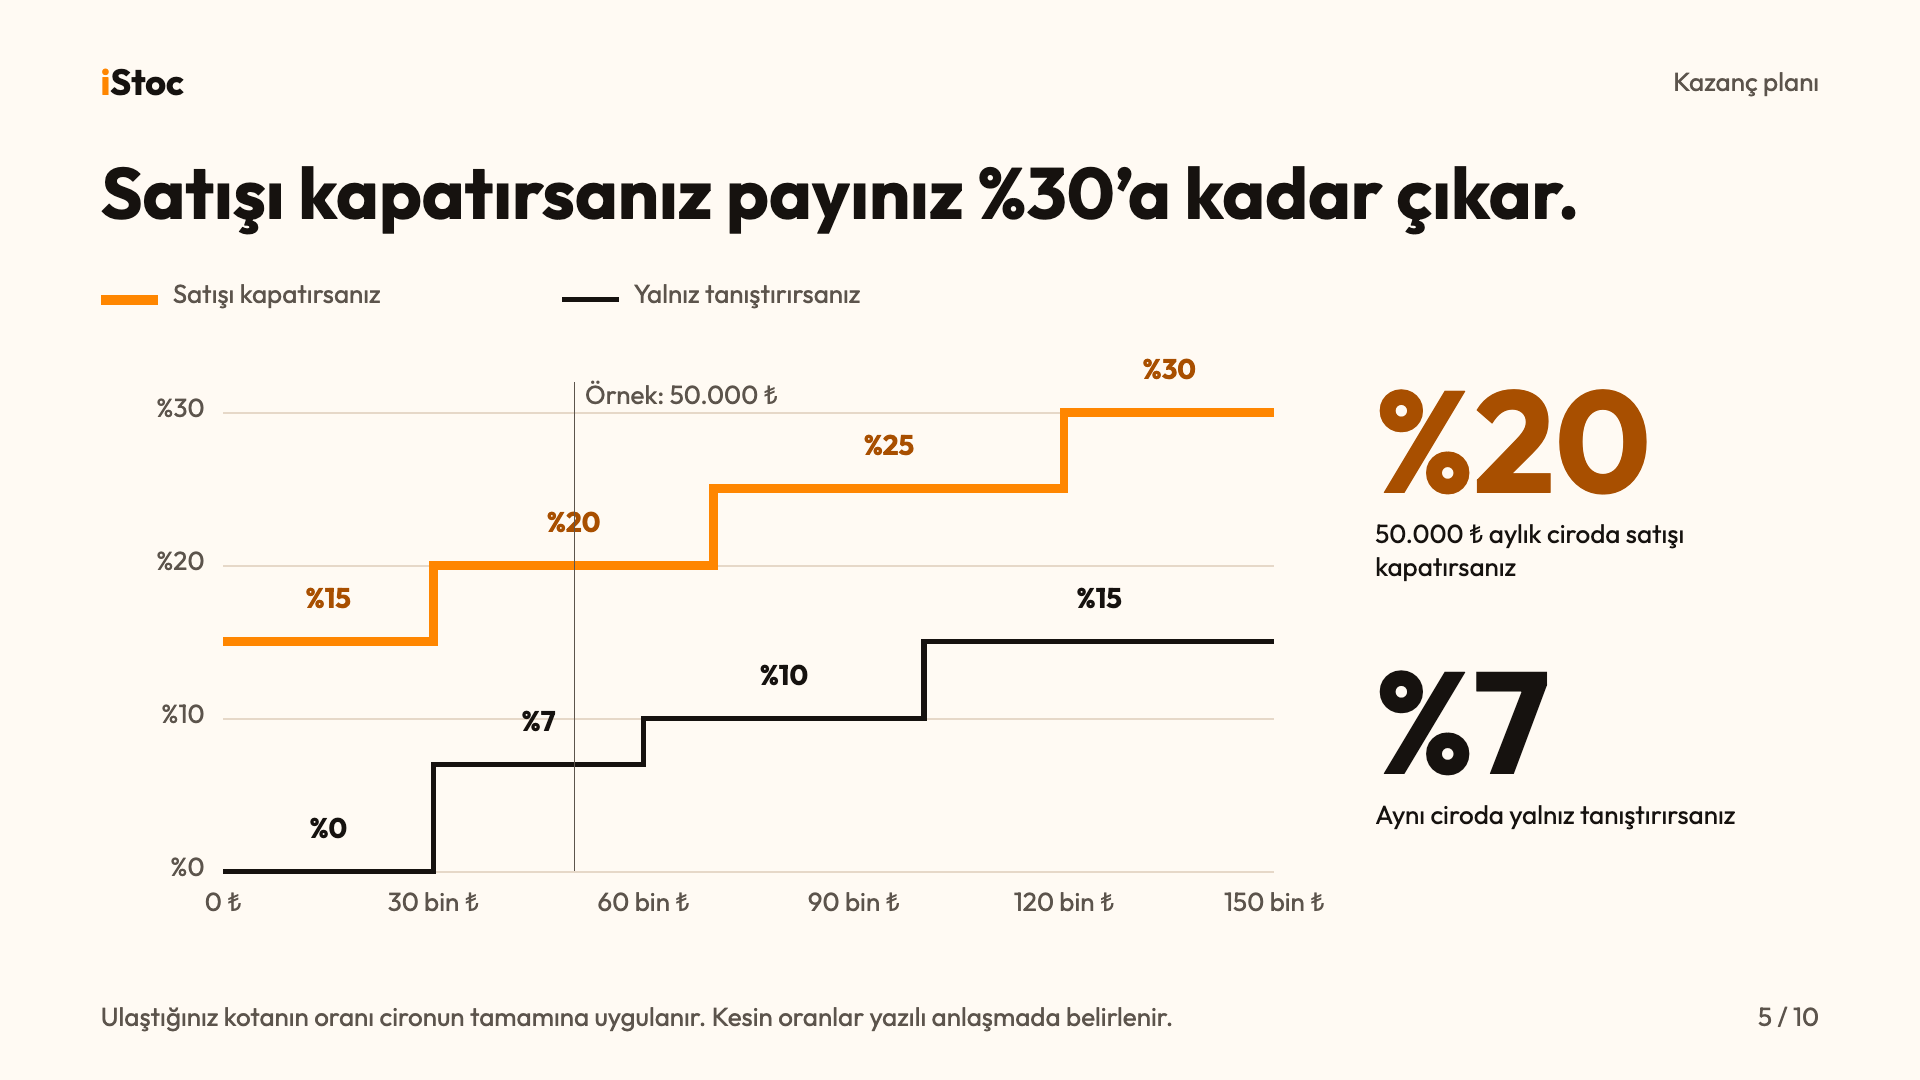 iStoc
Kazanç planı
Satışı kapatırsanız payınız %30’a kadar çıkar.
Satışı kapatırsanız
Yalnız tanıştırırsanız
%30
Örnek: 50.000 ₺
%30
%25
%20
%20
%15
%15
%10
%10
%7
%0
%0
0 ₺
30 bin ₺
60 bin ₺
90 bin ₺
120 bin ₺
150 bin ₺
%20
50.000 ₺ aylık ciroda satışı
kapatırsanız
%7
Aynı ciroda yalnız tanıştırırsanız
Ulaştığınız kotanın oranı cironun tamamına uygulanır. Kesin oranlar yazılı anlaşmada belirlenir.
5 / 10